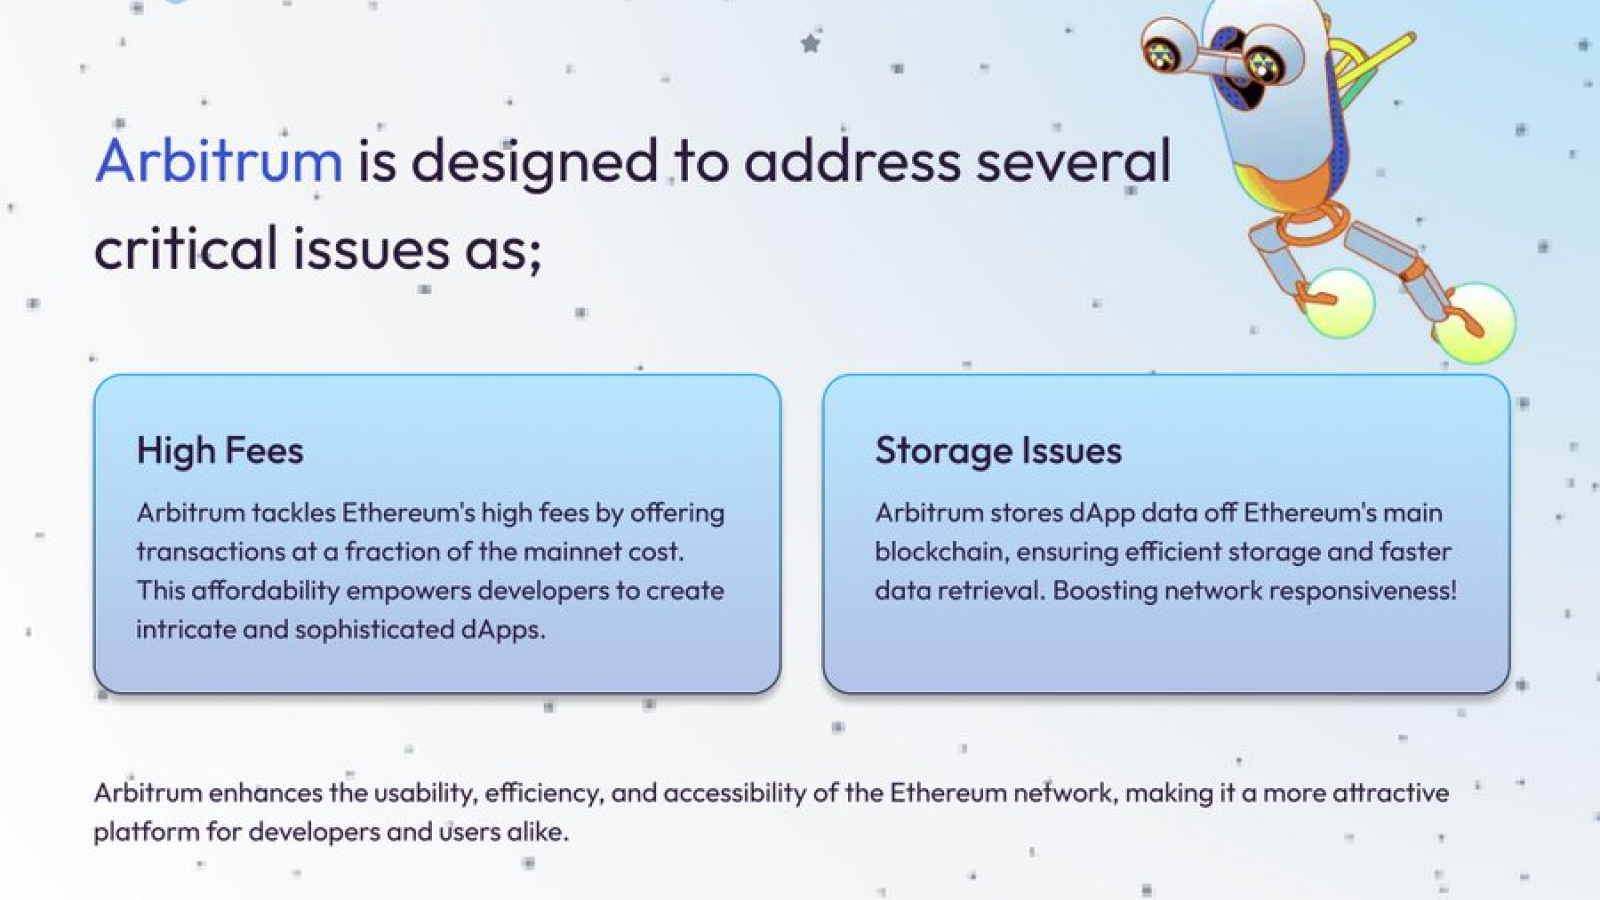 Arbitrum is designed to address several
critical issues as;
High Fees
Arbitrum tackles Ethereum's high fees by offering
transactions at a fraction of the mainnet cost.
This affordability empowers developers to create
intricate and sophisticated dApps.
Storage Issues
Arbitrum stores dApp data off Ethereum's main
blockchain, ensuring efficient storage and faster
data retrieval. Boosting network responsiveness!
Arbitrum enhances the usability, efficiency, and accessibility of the Ethereum network, making it a more attractive
platform for developers and users alike.